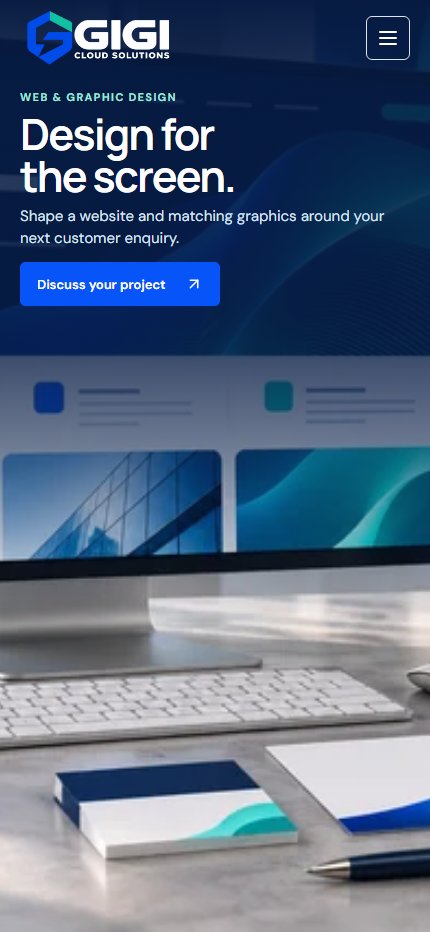 GIGI
CLOUD SOLUTIONS
WEB & GRAPHIC DESIGN
Design for
the screen.
Shape a website and matching graphics around your
next customer enquiry.
Discuss your project